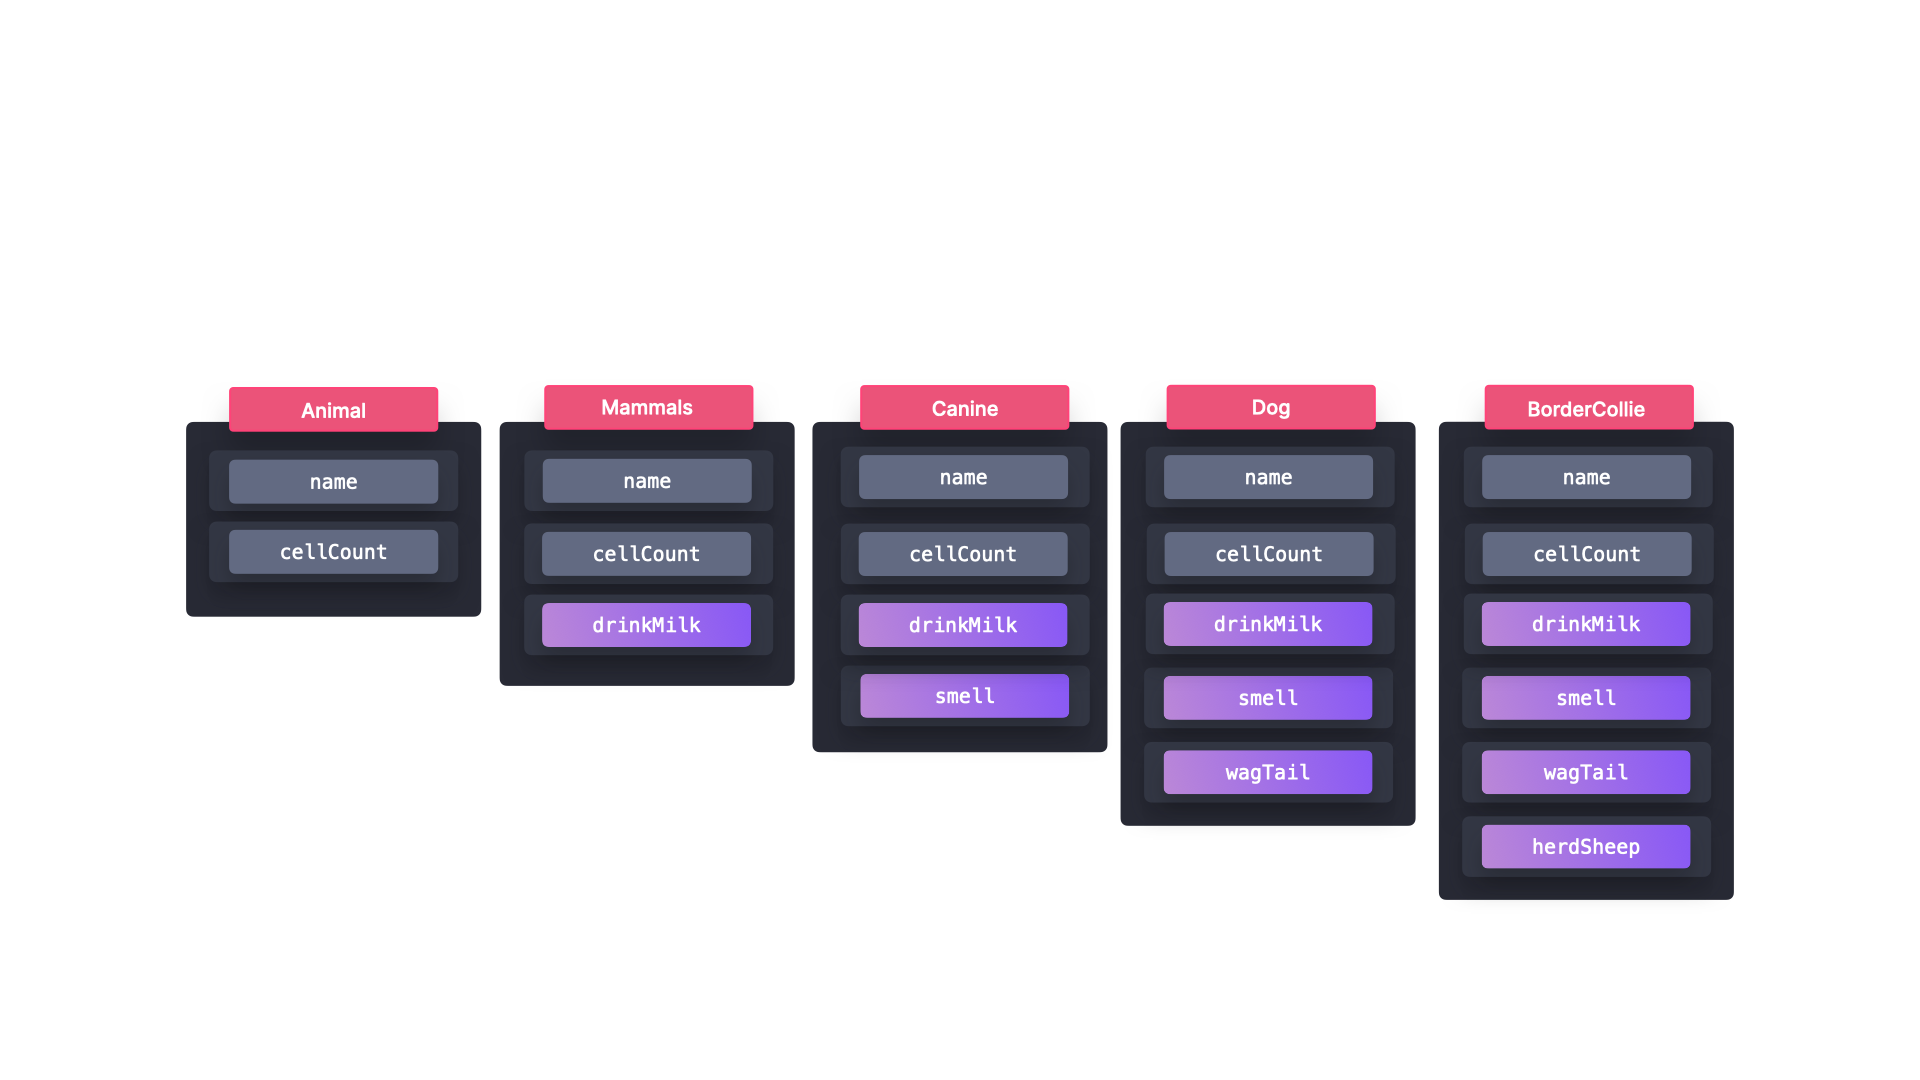 Animal
name
cellCount
Mammals
name
cellCount
drinkMilk
Canine
name
cellCount
drinkMilk
smell
Dog
name
cellCount
drinkMilk
smell
wagTail
BorderCollie
name
cellCount
drinkMilk
smell
wagTail
herdSheep